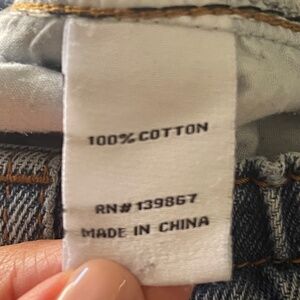 100% COTTON
RN# 139867
MADE IN CHINA